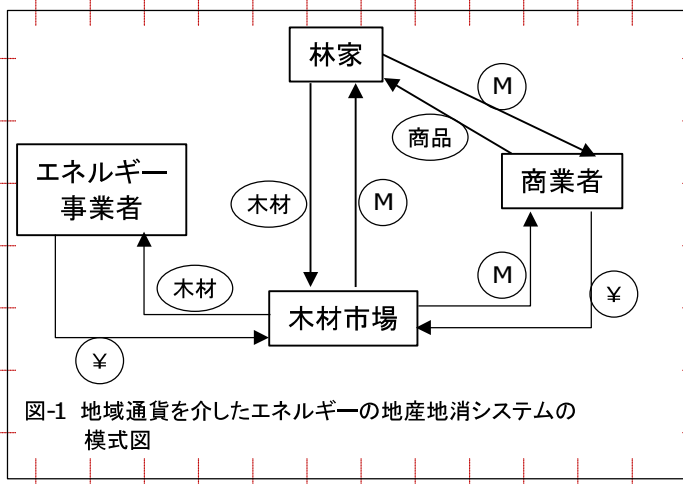 林家
M
商品
エネルギー
事業者
商業者
木材
M
木材
M
¥
木材市場
¥
図-1 地域通貨を介したエネルギーの地産地消システムの
模式図